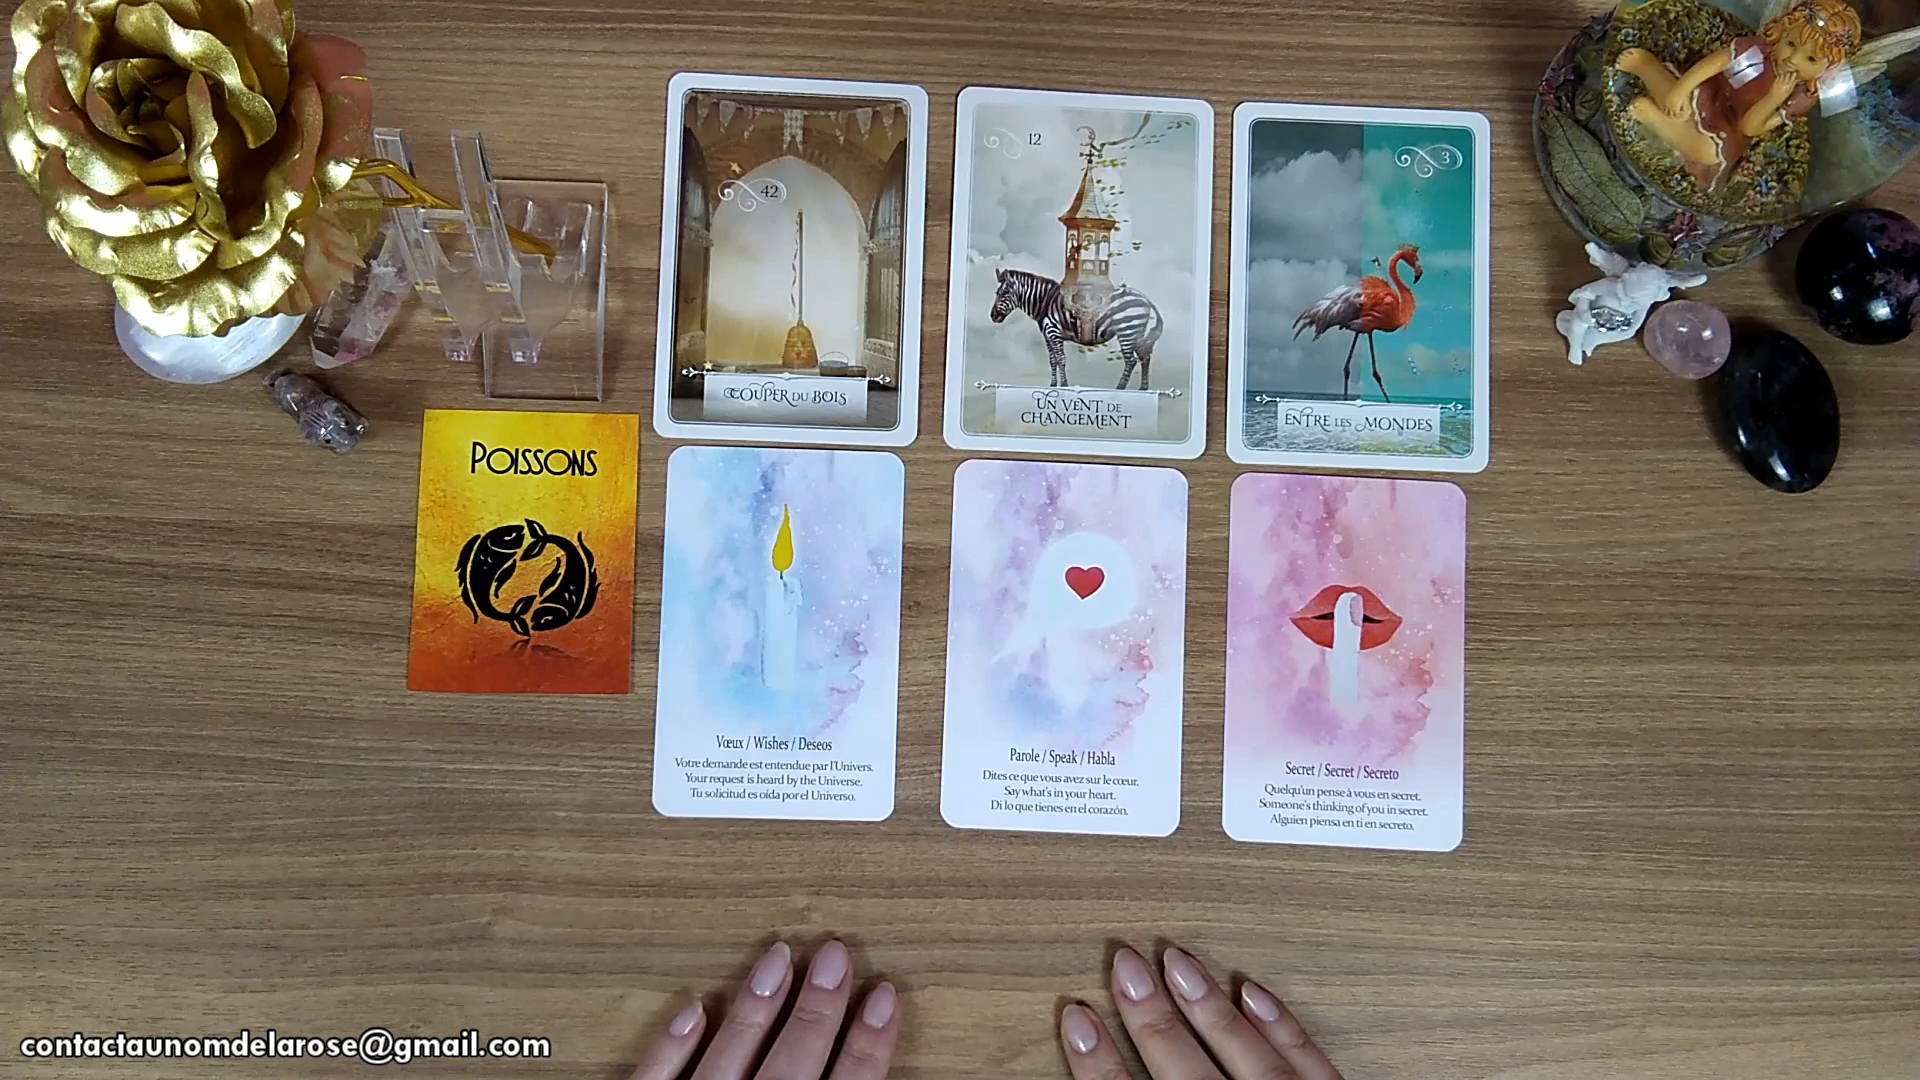 42
COUPER DU BOIS
12
UN VENT DE
CHANGEMENT
3
ENTRE LES MONDES
POISSONS
Vœux / Wishes / Deseos
Votre demande est entendue par l'Univers.
Your request is heard by the Universe.
Tu solicitud es oída por el Universo.
Parole / Speak / Habla
Dites ce que vous avez sur le cœur.
Say what's in your heart.
Di lo que tienes en el corazón.
Secret / Secret / Secreto
Quelqu'un pense à vous en secret.
Someone's thinking of you in secret.
Alguien piensa en ti en secreto.
contactaunomdelarose@gmail.com